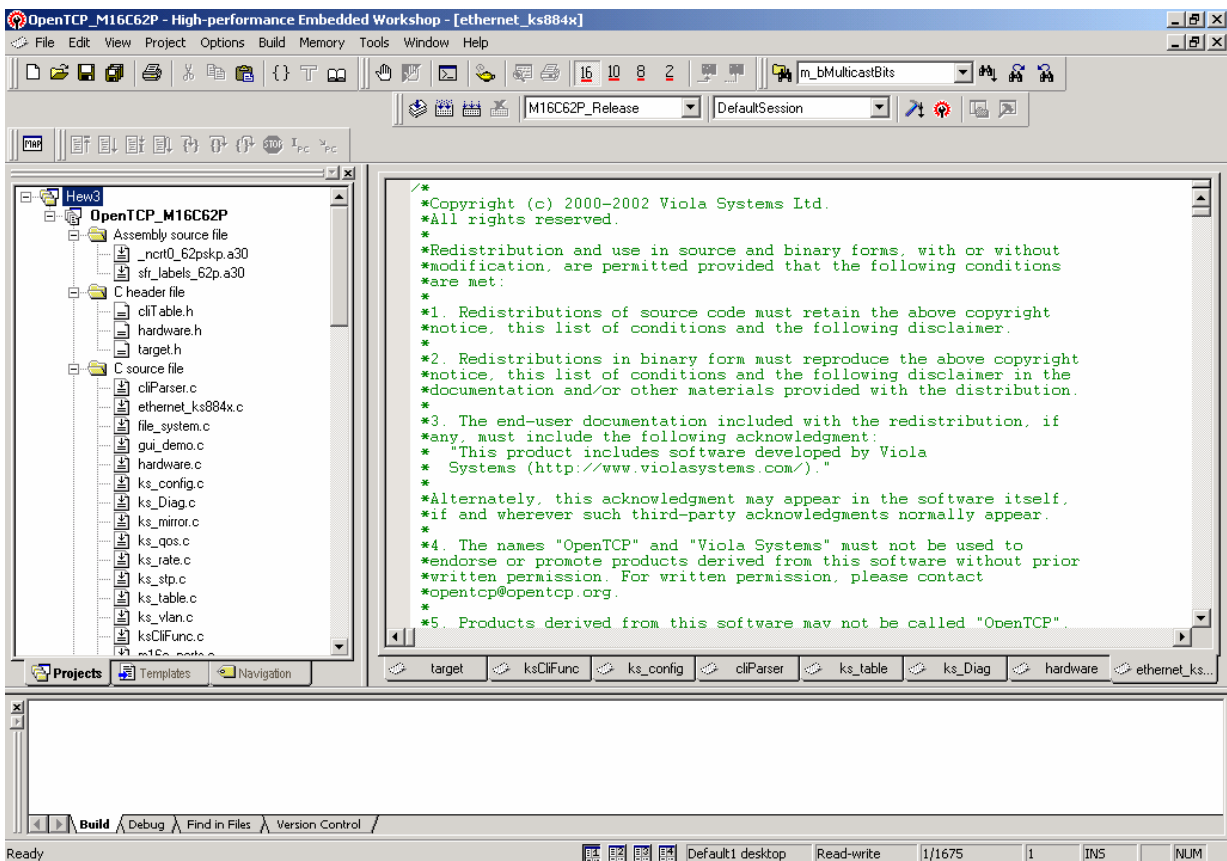 OpenTCP_M16C62P - High-performance Embedded Workshop - [ethernet_ks884x]
File Edit View Project Options Build Memory Tools Window Help
16 10 8 2 m_bMulticastBits
M16C62P_Release DefaultSession
MAP STOP IPC PC
Hew3
OpenTCP_M16C62P
Assembly source file
_ncrt0_62pskp.a30
sfr_labels_62p.a30
C header file
cliTable.h
hardware.h
target.h
C source file
cliParser.c
ethernet_ks884x.c
file_system.c
gui_demo.c
hardware.c
ks_config.c
ks_Diag.c
ks_mirror.c
ks_qos.c
ks_rate.c
ks_stp.c
ks_table.c
ks_vlan.c
ksCliFunc.c
Projects Templates Navigation
/*
*Copyright (c) 2000-2002 Viola Systems Ltd.
*All rights reserved.
*
*Redistribution and use in source and binary forms, with or without
*modification, are permitted provided that the following conditions
*are met:
*
*1. Redistributions of source code must retain the above copyright
*notice, this list of conditions and the following disclaimer.
*
*2. Redistributions in binary form must reproduce the above copyright
*notice, this list of conditions and the following disclaimer in the
*documentation and/or other materials provided with the distribution.
*
*3. The end-user documentation included with the redistribution, if
*any, must include the following acknowledgment:
* "This product includes software developed by Viola
* Systems (http://www.violasystems.com/)."
*
*Alternately, this acknowledgment may appear in the software itself,
*if and wherever such third-party acknowledgments normally appear.
*
*4. The names "OpenTCP" and "Viola Systems" must not be used to
*endorse or promote products derived from this software without prior
*written permission. For written permission, please contact
*opentcp@opentcp.org.
*
*5. Products derived from this software may not be called "OpenTCP",
target ksCliFunc ks_config cliParser ks_table ks_Diag hardware ethernet_ks...
Build Debug Find in Files Version Control
Ready 1 2 3 4 Default1 desktop Read-write 1/1675 1 INS NUM